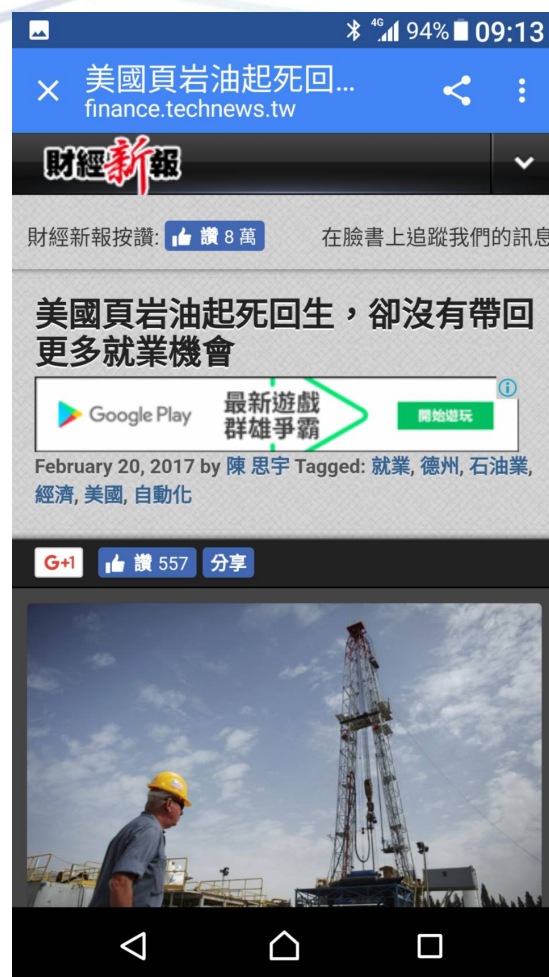 4G 94% 09:13
美國頁岩油起死回...
finance.technews.tw
財經新報
財經新報按讚: 讚 8 萬 在臉書上追蹤我們的訊息
美國頁岩油起死回生，卻沒有帶回
更多就業機會
Google Play 最新遊戲 開始遊玩
群雄爭霸
February 20, 2017 by 陳 思宇 Tagged: 就業, 德州, 石油業,
經濟, 美國, 自動化
G+1 讚 557 分享